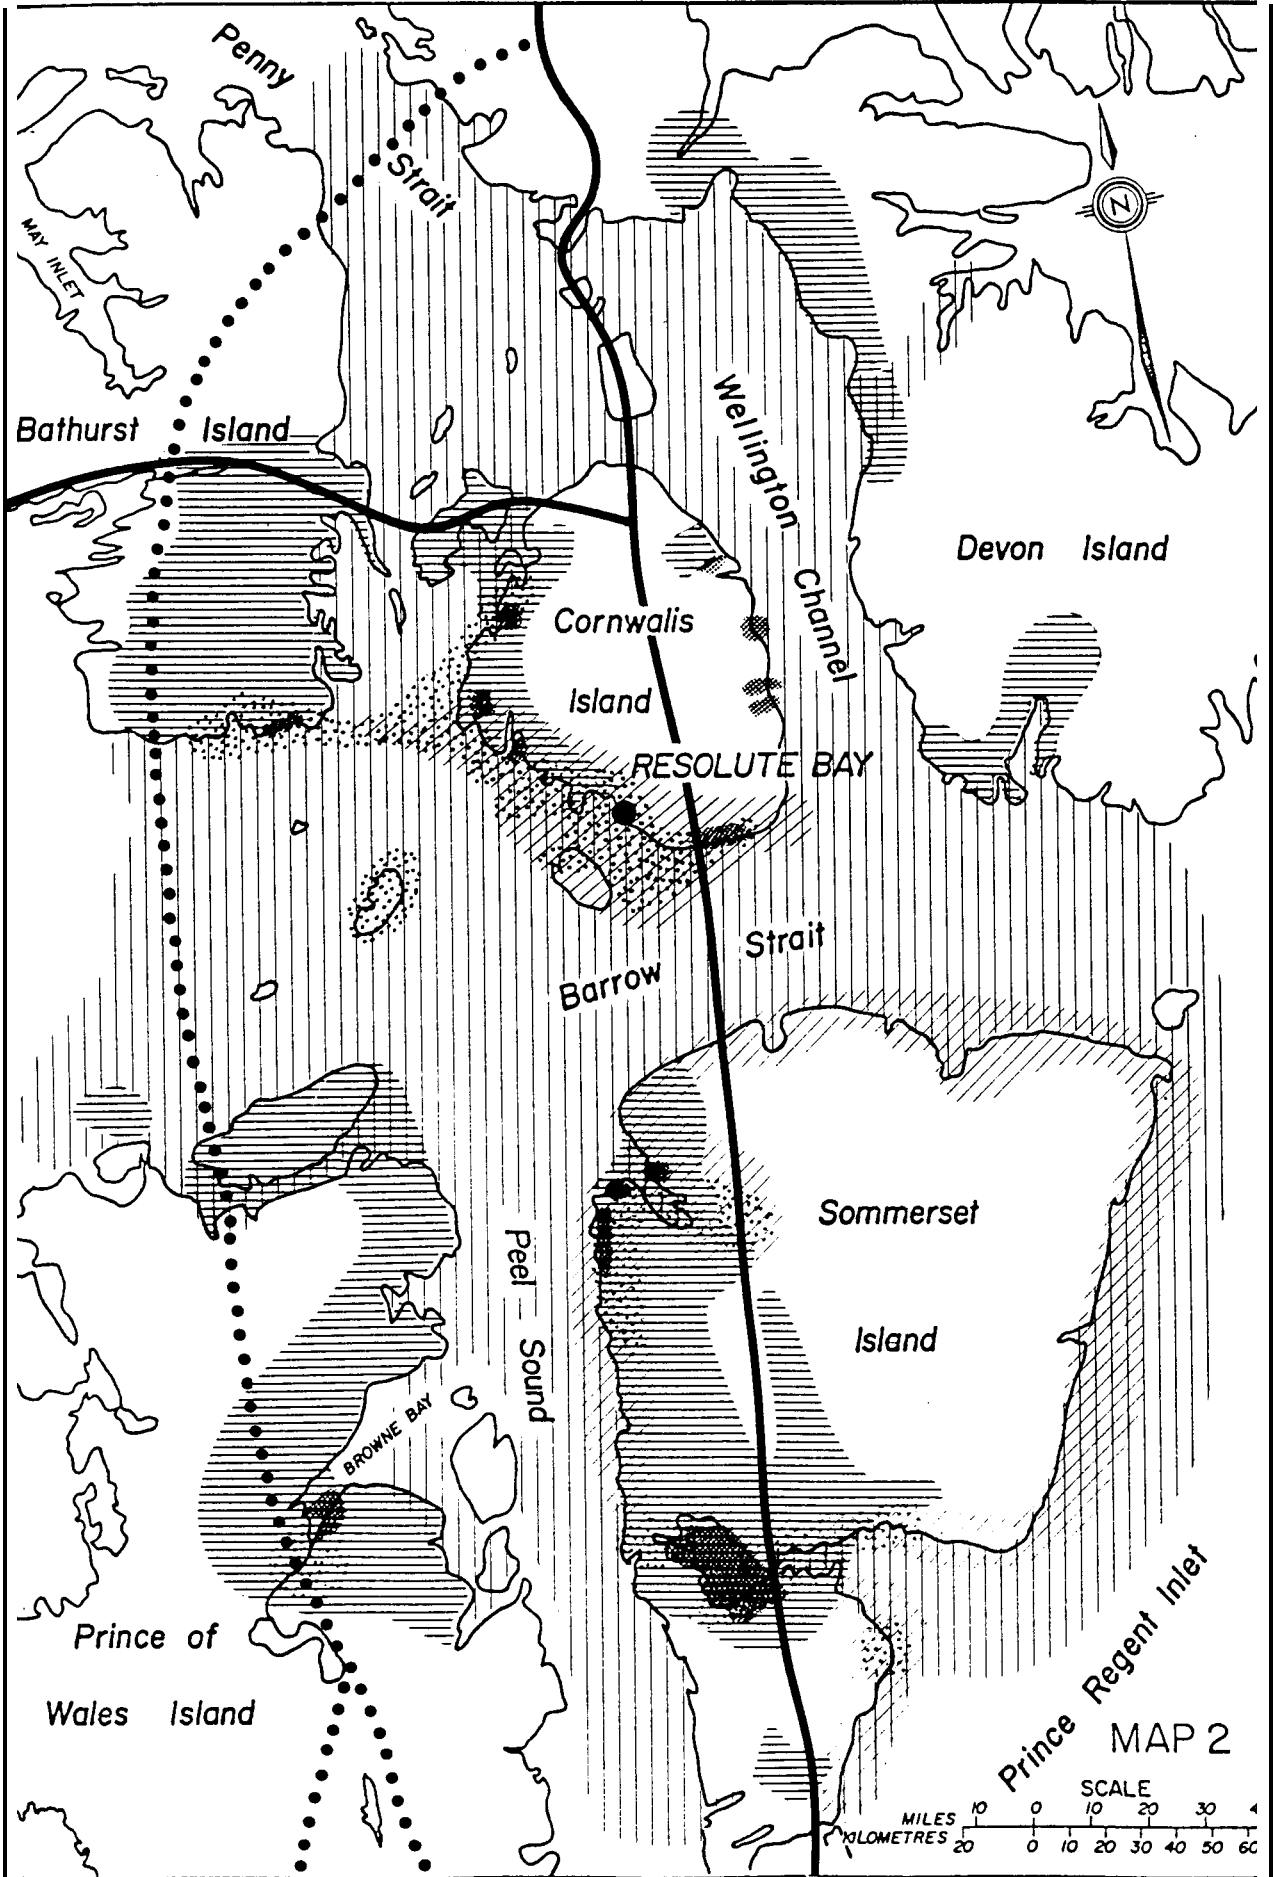 Penny
Strait
MAY INLET
N
Bathurst Island
Wellington
Channel
Devon Island
Cornwalis
Island
RESOLUTE BAY
Strait
Barrow
Sommerset
Island
Peel
Sound
BROWNE BAY
Prince of
Wales Island
Prince Regent Inlet
MAP 2
SCALE
10 0 10 20 30
MILES
KILOMETRES
20 0 10 20 30 40 50 60